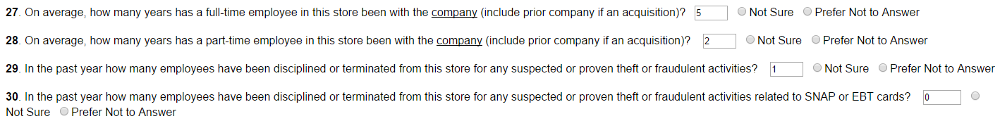 27. On average, how many years has a full-time employee in this store been with the company (include prior company if an acquisition)? 5 Not Sure Prefer Not to Answer
28. On average, how many years has a part-time employee in this store been with the company (include prior company if an acquisition)? 2 Not Sure Prefer Not to Answer
29. In the past year how many employees have been disciplined or terminated from this store for any suspected or proven theft or fraudulent activities? 1 Not Sure Prefer Not to Answer
30. In the past year how many employees have been disciplined or terminated from this store for any suspected or proven theft or fraudulent activities related to SNAP or EBT cards? 0
Not Sure Prefer Not to Answer